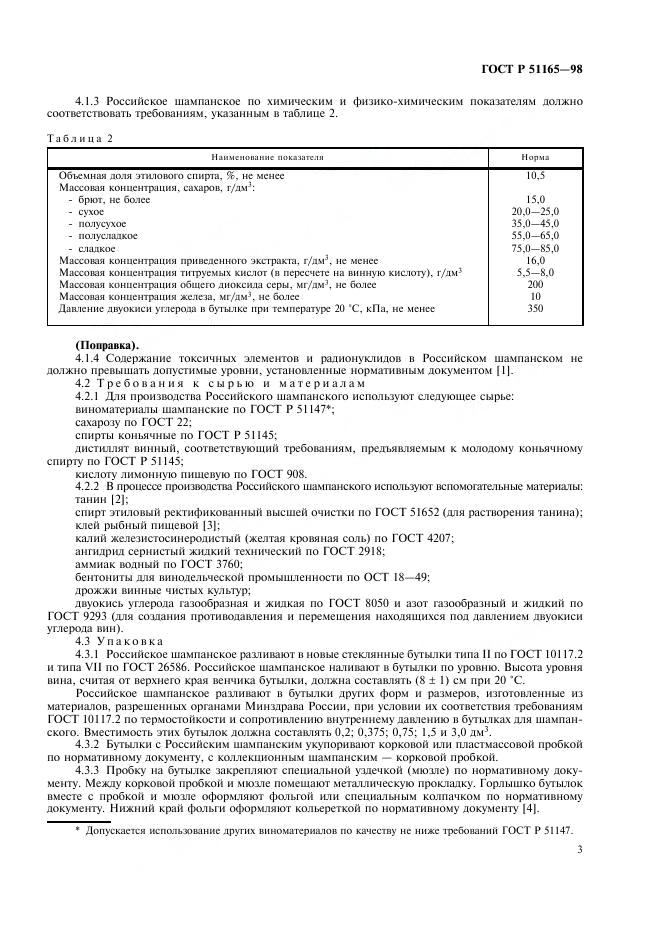 ГОСТ Р 51165—98
4.1.3 Российское шампанское по химическим и физико-химическим показателям должно
соответствовать требованиям, указанным в таблице 2.
Таблица 2
Наименование показателя Норма
Объемная доля этилового спирта, %, не менее 10,5
Массовая концентрация, сахаров, г/дм³:
- брют, не более 15,0
- сухое 20,0—25,0
- полусухое 35,0—45,0
- полусладкое 55,0—65,0
- сладкое 75,0—85,0
Массовая концентрация приведенного экстракта, г/дм³, не менее 16,0
Массовая концентрация титруемых кислот (в пересчете на винную кислоту), г/дм³ 5,5—8,0
Массовая концентрация общего диоксида серы, мг/дм³, не более 200
Массовая концентрация железа, мг/дм³, не более 10
Давление двуокиси углерода в бутылке при температуре 20 °С, кПа, не менее 350
(Поправка).
4.1.4 Содержание токсичных элементов и радионуклидов в Российском шампанском не
должно превышать допустимые уровни, установленные нормативным документом [1].
4.2 Требования к сырью и материалам
4.2.1 Для производства Российского шампанского используют следующее сырье:
виноматериалы шампанские по ГОСТ Р 51147*;
сахарозу по ГОСТ 22;
спирты коньячные по ГОСТ Р 51145;
дистиллят винный, соответствующий требованиям, предъявляемым к молодому коньячному
спирту по ГОСТ Р 51145;
кислоту лимонную пищевую по ГОСТ 908.
4.2.2 В процессе производства Российского шампанского используют вспомогательные материалы:
танин [2];
спирт этиловый ректификованный высшей очистки по ГОСТ 51652 (для растворения танина);
клей рыбный пищевой [3];
калий железистосинеродистый (желтая кровяная соль) по ГОСТ 4207;
ангидрид сернистый жидкий технический по ГОСТ 2918;
аммиак водный по ГОСТ 3760;
бентониты для винодельческой промышленности по ОСТ 18—49;
дрожжи винные чистых культур;
двуокись углерода газообразная и жидкая по ГОСТ 8050 и азот газообразный и жидкий по
ГОСТ 9293 (для создания противодавления и перемещения находящихся под давлением двуокиси
углерода вин).
4.3 Упаковка
4.3.1 Российское шампанское разливают в новые стеклянные бутылки типа II по ГОСТ 10117.2
и типа VII по ГОСТ 26586. Российское шампанское наливают в бутылки по уровню. Высота уровня
вина, считая от верхнего края венчика бутылки, должна составлять (8 ± 1) см при 20 °С.
Российское шампанское разливают в бутылки других форм и размеров, изготовленные из
материалов, разрешенных органами Минздрава России, при условии их соответствия требованиям
ГОСТ 10117.2 по термостойкости и сопротивлению внутреннему давлению в бутылках для шампан-
ского. Вместимость этих бутылок должна составлять 0,2; 0,375; 0,75; 1,5 и 3,0 дм³.
4.3.2 Бутылки с Российским шампанским укупоривают корковой или пластмассовой пробкой
по нормативному документу, с коллекционным шампанским — корковой пробкой.
4.3.3 Пробку на бутылке закрепляют специальной уздечкой (мюзле) по нормативному доку-
менту. Между корковой пробкой и мюзле помещают металлическую прокладку. Горлышко бутылок
вместе с пробкой и мюзле оформляют фольгой или специальным колпачком по нормативному
документу. Нижний край фольги оформляют кольереткой по нормативному документу [4].
* Допускается использование других виноматериалов по качеству не ниже требований ГОСТ Р 51147.
3